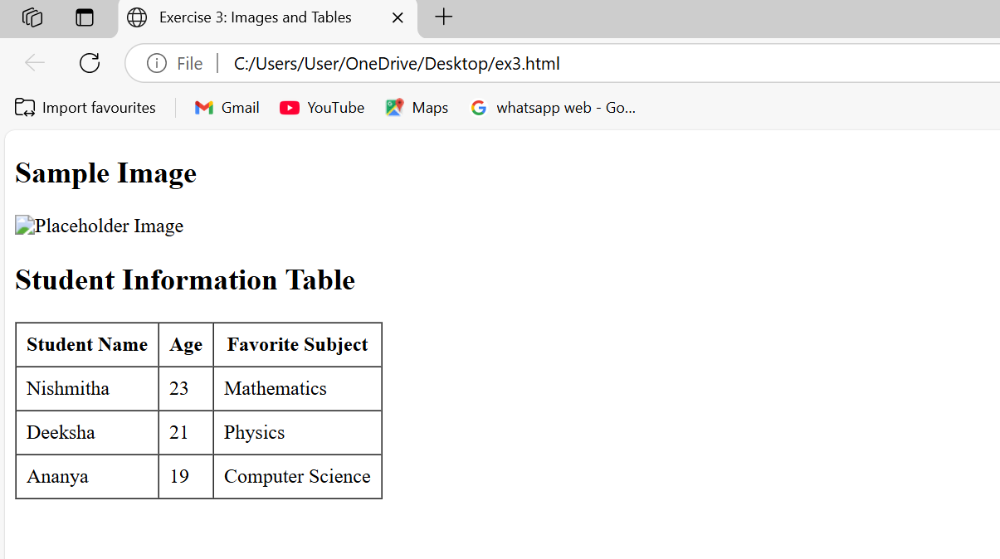 Exercise 3: Images and Tables
File C:/Users/User/OneDrive/Desktop/ex3.html
Import favourites Gmail YouTube Maps whatsapp web - Go...
Sample Image
Placeholder Image
Student Information Table
Student Name Age Favorite Subject
Nishmitha 23 Mathematics
Deeksha 21 Physics
Ananya 19 Computer Science